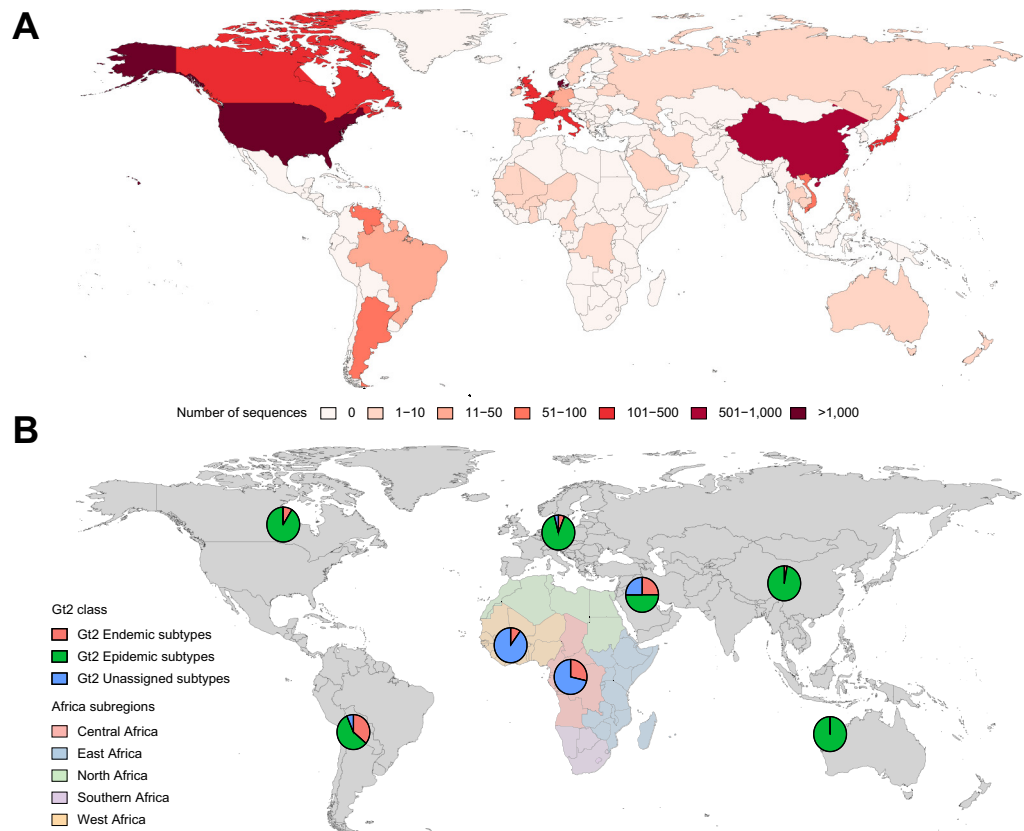 A
Number of sequences 0 1−10 11−50 51−100 101−500 501−1,000 >1,000
B
Gt2 class
Gt2 Endemic subtypes
Gt2 Epidemic subtypes
Gt2 Unassigned subtypes
Africa subregions
Central Africa
East Africa
North Africa
Southern Africa
West Africa